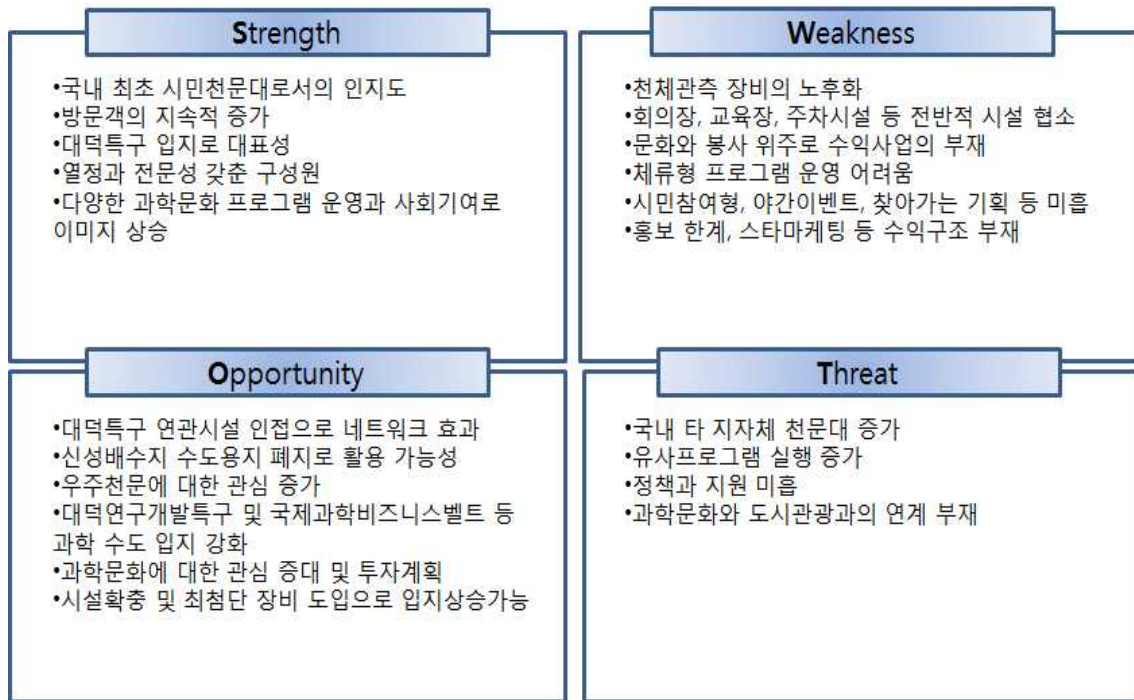 Strength
•국내 최초 시민천문대로서의 인지도
•방문객의 지속적 증가
•대덕특구 입지로 대표성
•열정과 전문성 갖춘 구성원
•다양한 과학문화 프로그램 운영과 사회기여로
이미지 상승
Weakness
•천체관측 장비의 노후화
•회의장, 교육장, 주차시설 등 전반적 시설 협소
•문화와 봉사 위주로 수익사업의 부재
•체류형 프로그램 운영 어려움
•시민참여형, 야간이벤트, 찾아가는 기획 등 미흡
•홍보 한계, 스타마케팅 등 수익구조 부재
Opportunity
•대덕특구 연관시설 인접으로 네트워크 효과
•신성배수지 수도용지 폐지로 활용 가능성
•우주천문에 대한 관심 증가
•대덕연구개발특구 및 국제과학비즈니스벨트 등
과학 수도 입지 강화
•과학문화에 대한 관심 증대 및 투자계획
•시설확충 및 최첨단 장비 도입으로 입지상승가능
Threat
•국내 타 지자체 천문대 증가
•유사프로그램 실행 증가
•정책과 지원 미흡
•과학문화와 도시관광과의 연계 부재